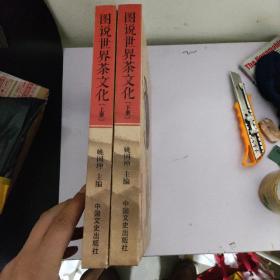 图说世界茶文化
[上册]
姚国坤 主编
中国文史出版社
图说世界茶文化
[上册]
姚国坤 主编
中国文史出版社